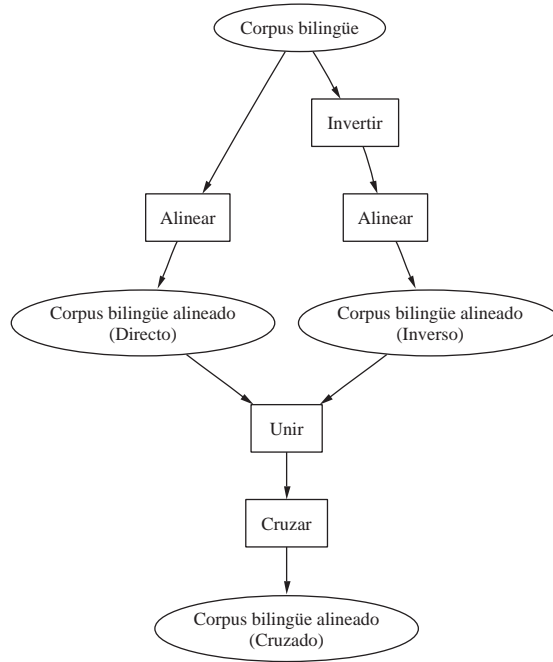 Corpus bilingüe
Invertir
Alinear
Alinear
Corpus bilingüe alineado
(Directo)
Corpus bilingüe alineado
(Inverso)
Unir
Cruzar
Corpus bilingüe alineado
(Cruzado)